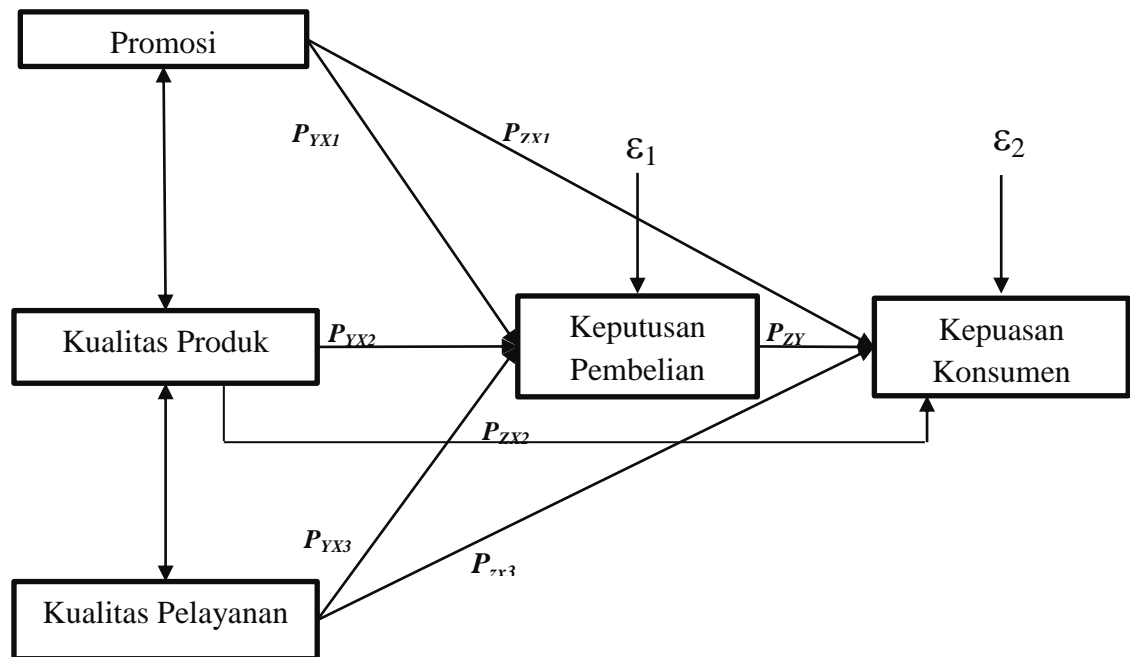 Promosi
P_YX1
P_ZX1
ε1
ε2
Kualitas Produk
P_YX2
Keputusan
Pembelian
P_ZY
Kepuasan
Konsumen
P_ZX2
P_YX3
P_zx3
Kualitas Pelayanan